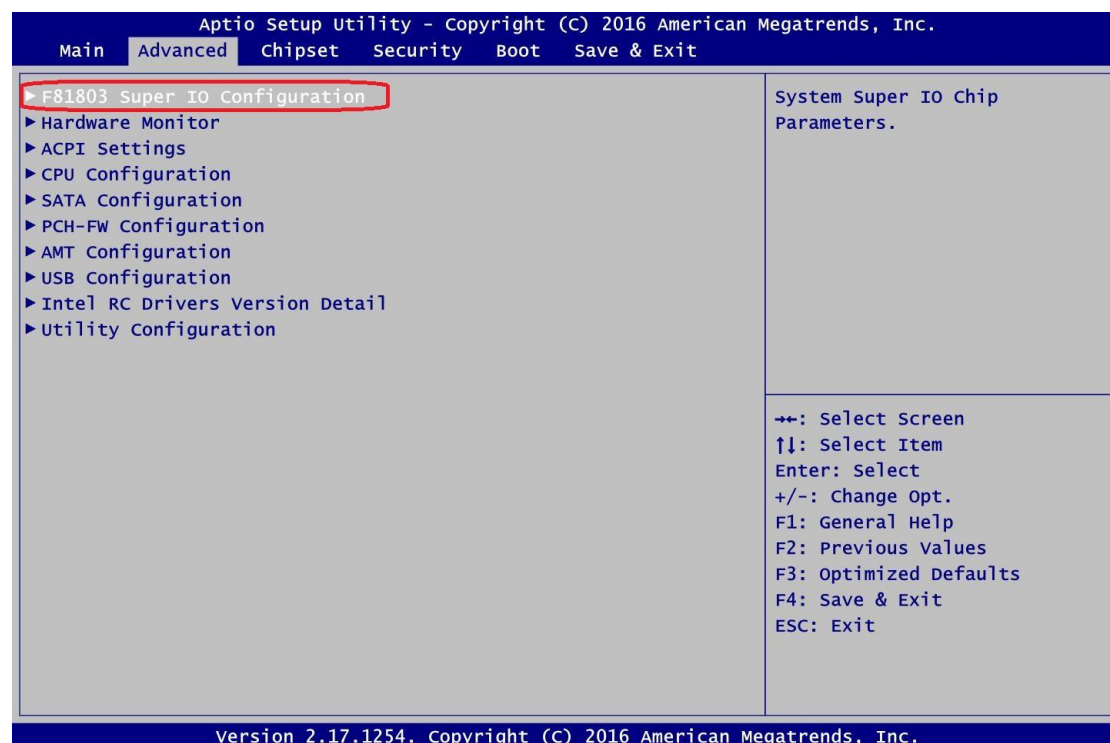 Aptio Setup Utility - Copyright (C) 2016 American Megatrends, Inc.
Main Advanced Chipset Security Boot Save & Exit
▶ F81803 Super IO Configuration
▶ Hardware Monitor
▶ ACPI Settings
▶ CPU Configuration
▶ SATA Configuration
▶ PCH-FW Configuration
▶ AMT Configuration
▶ USB Configuration
▶ Intel RC Drivers Version Detail
▶ Utility Configuration
System Super IO Chip
Parameters.
→←: Select Screen
↑↓: Select Item
Enter: Select
+/-: Change Opt.
F1: General Help
F2: Previous Values
F3: Optimized Defaults
F4: Save & Exit
ESC: Exit
Version 2.17.1254. Copyright (C) 2016 American Megatrends, Inc.